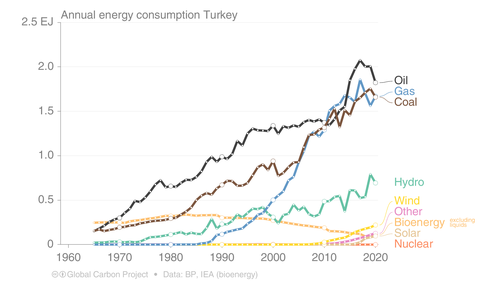 Annual energy consumption Turkey
2.5 EJ
2.0
1.5
1.0
0.5
0
1960
1970
1980
1990
2000
2010
2020
Oil
Gas
Coal
Hydro
Wind
Other
Bioenergy excluding liquids
Solar
Nuclear
Global Carbon Project • Data: BP, IEA (bioenergy)